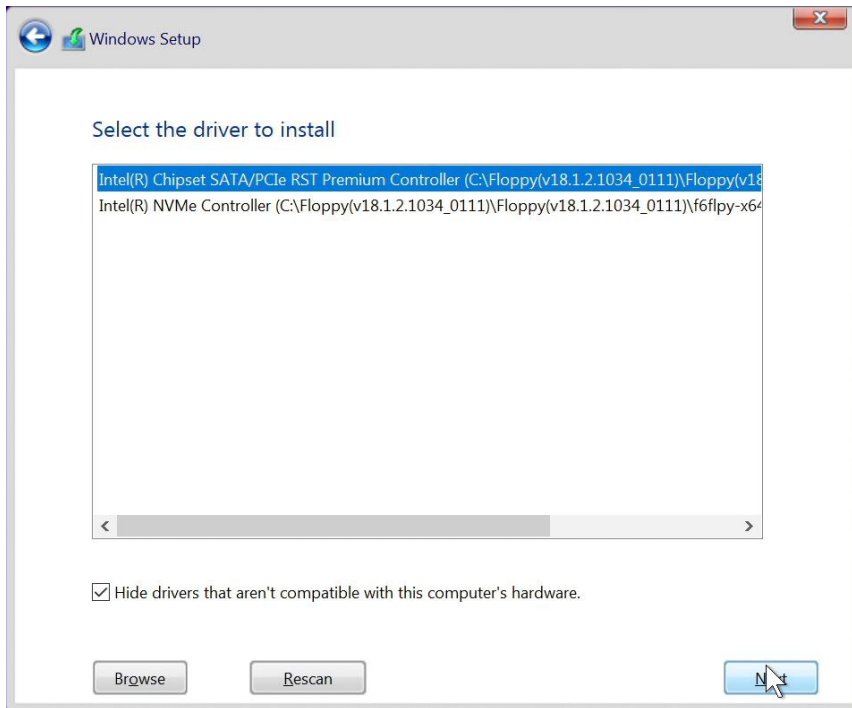 Windows Setup
Select the driver to install
Intel(R) Chipset SATA/PCIe RST Premium Controller (C:\Floppy(v18.1.2.1034_0111)\Floppy(v18
Intel(R) NVMe Controller (C:\Floppy(v18.1.2.1034_0111)\Floppy(v18.1.2.1034_0111)\f6flpy-x64
Hide drivers that aren't compatible with this computer's hardware.
Browse
Rescan
Next